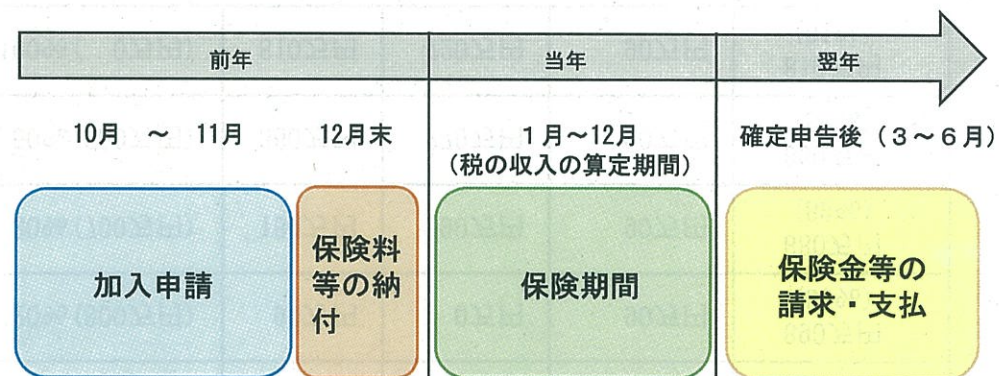 前年
当年
翌年
10月　～　11月
12月末
１月～12月
（税の収入の算定期間）
確定申告後（３～６月）
加入申請
保険料
等の納
付
保険期間
保険金等の
請求・支払